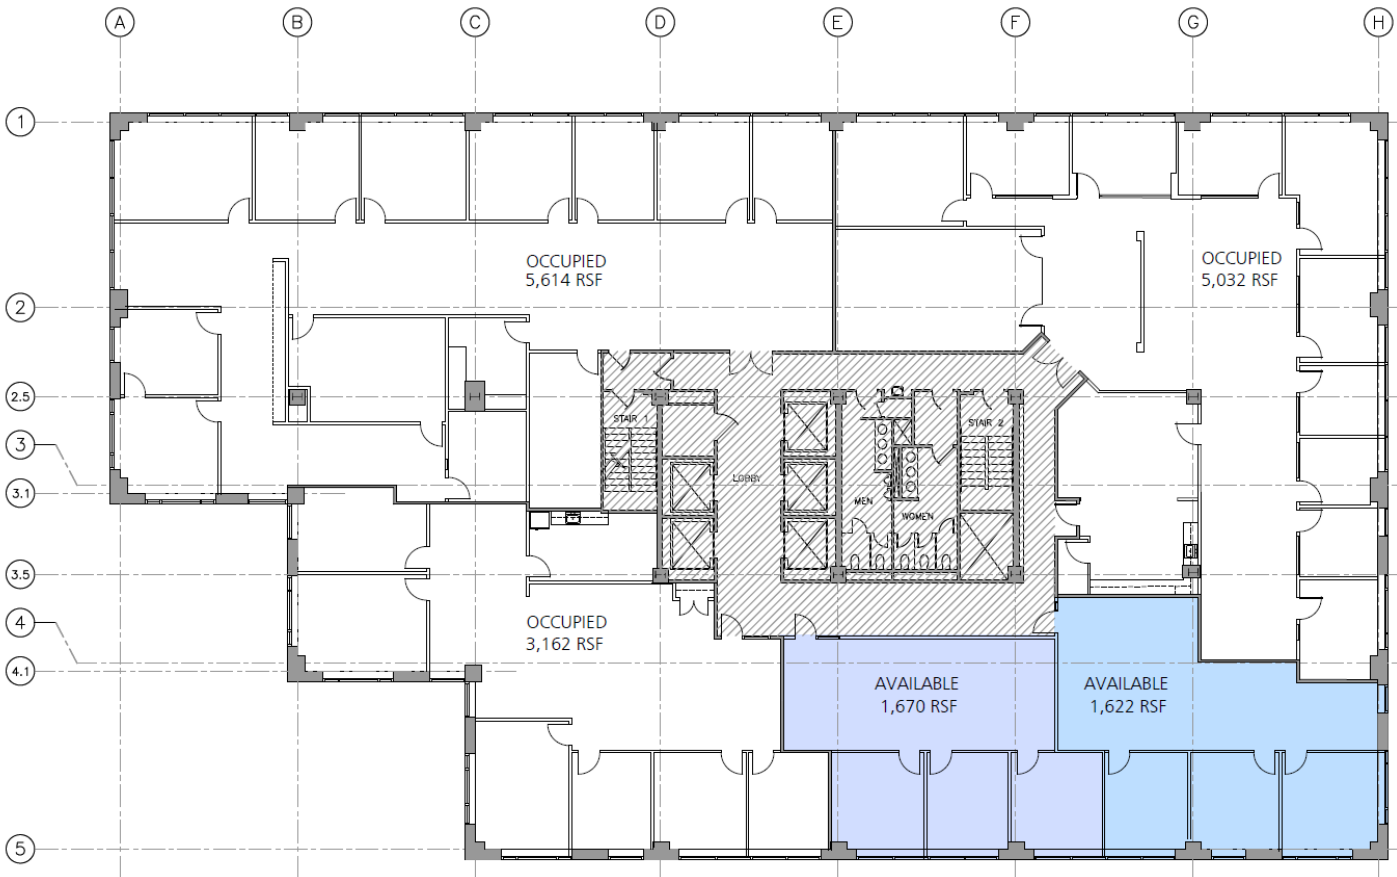 A B C D E F G H
1
OCCUPIED
5,614 RSF
OCCUPIED
5,032 RSF
2
2.5
STAIR 1
STAIR 2
3
LOBBY
3.1
MEN
WOMEN
3.5
4
OCCUPIED
3,162 RSF
4.1
AVAILABLE
1,670 RSF
AVAILABLE
1,622 RSF
5